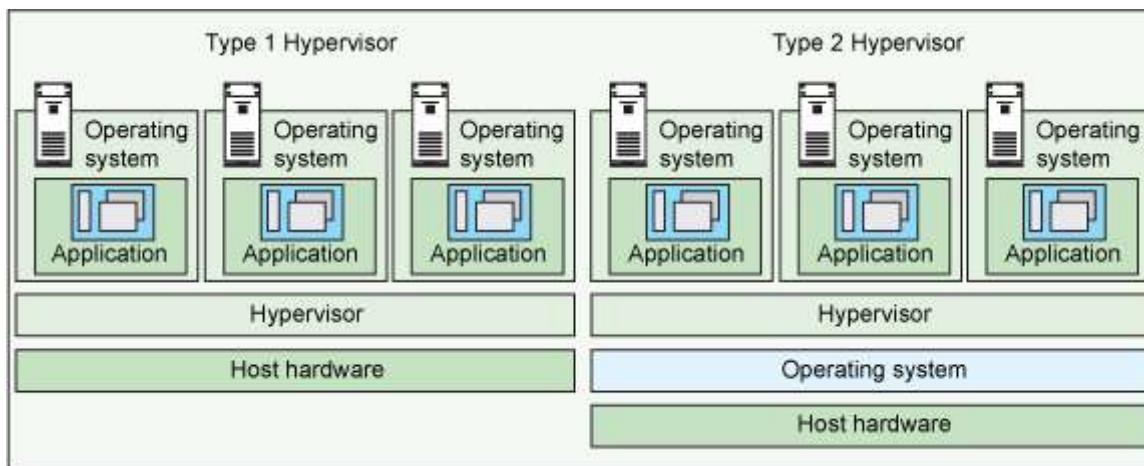 Type 1 Hypervisor
Operating system
Application
Operating system
Application
Operating system
Application
Hypervisor
Host hardware
Type 2 Hypervisor
Operating system
Application
Operating system
Application
Operating system
Application
Hypervisor
Operating system
Host hardware